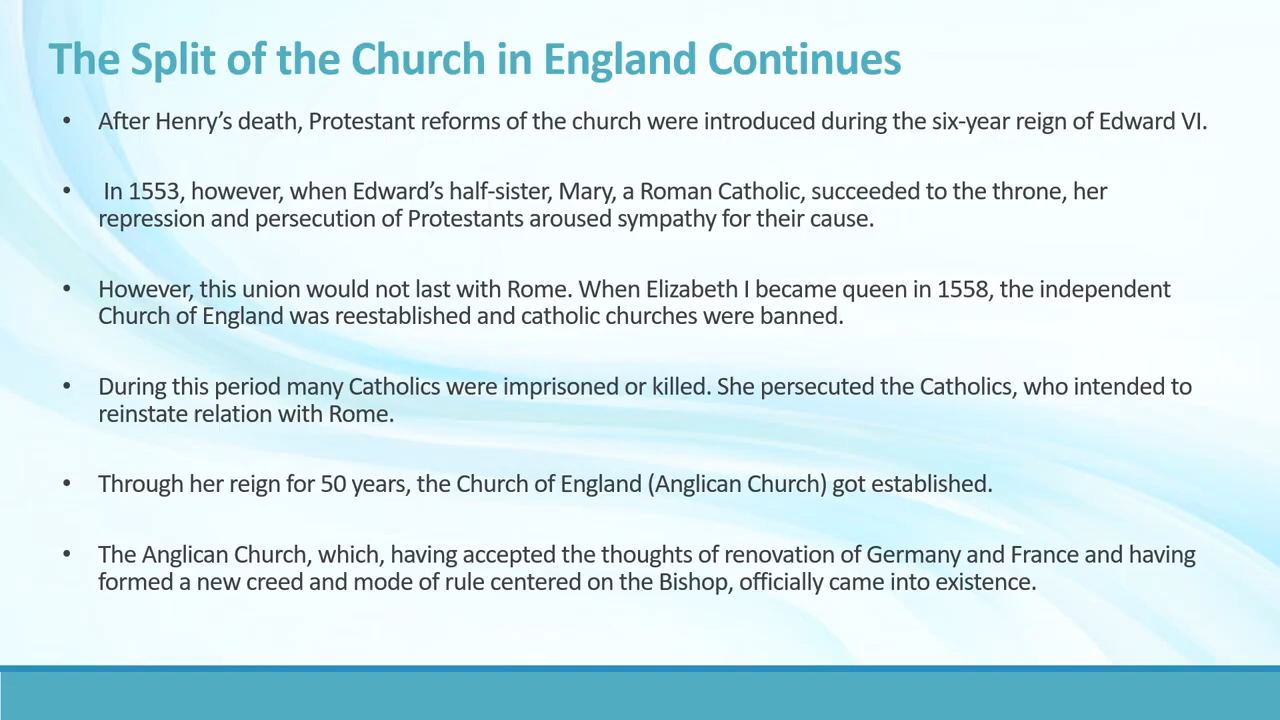 The Split of the Church in England Continues
• After Henry’s death, Protestant reforms of the church were introduced during the six-year reign of Edward VI.
• In 1553, however, when Edward’s half-sister, Mary, a Roman Catholic, succeeded to the throne, her
repression and persecution of Protestants aroused sympathy for their cause.
• However, this union would not last with Rome. When Elizabeth I became queen in 1558, the independent
Church of England was reestablished and catholic churches were banned.
• During this period many Catholics were imprisoned or killed. She persecuted the Catholics, who intended to
reinstate relation with Rome.
• Through her reign for 50 years, the Church of England (Anglican Church) got established.
• The Anglican Church, which, having accepted the thoughts of renovation of Germany and France and having
formed a new creed and mode of rule centered on the Bishop, officially came into existence.